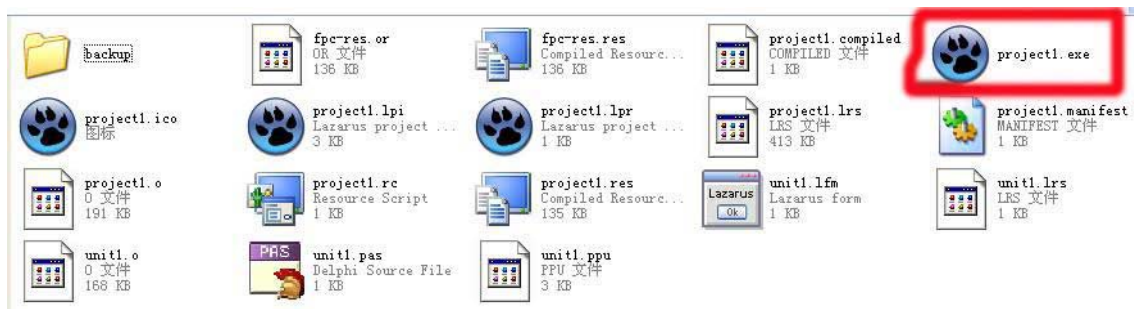 backup
fpc-res.or
OR 文件
136 KB
fpc-res.res
Compiled Resourc...
136 KB
project1.compiled
COMPILED 文件
1 KB
project1.exe
project1.ico
图标
project1.lpi
Lazarus project ...
3 KB
project1.lpr
Lazarus project ...
1 KB
project1.lrs
LRS 文件
413 KB
project1.manifest
MANIFEST 文件
1 KB
project1.o
O 文件
191 KB
project1.rc
Resource Script
1 KB
project1.res
Compiled Resourc...
135 KB
Lazarus
Ok
unit1.lfm
Lazarus form
1 KB
unit1.lrs
LRS 文件
1 KB
unit1.o
O 文件
168 KB
PAS
unit1.pas
Delphi Source File
1 KB
unit1.ppu
PPU 文件
3 KB